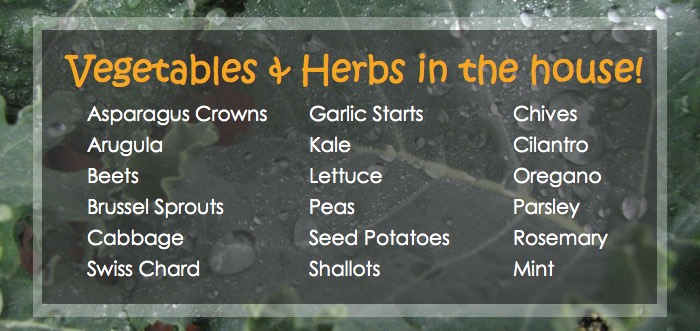 Vegetables & Herbs in the house!
Asparagus Crowns
Arugula
Beets
Brussel Sprouts
Cabbage
Swiss Chard
Garlic Starts
Kale
Lettuce
Peas
Seed Potatoes
Shallots
Chives
Cilantro
Oregano
Parsley
Rosemary
Mint